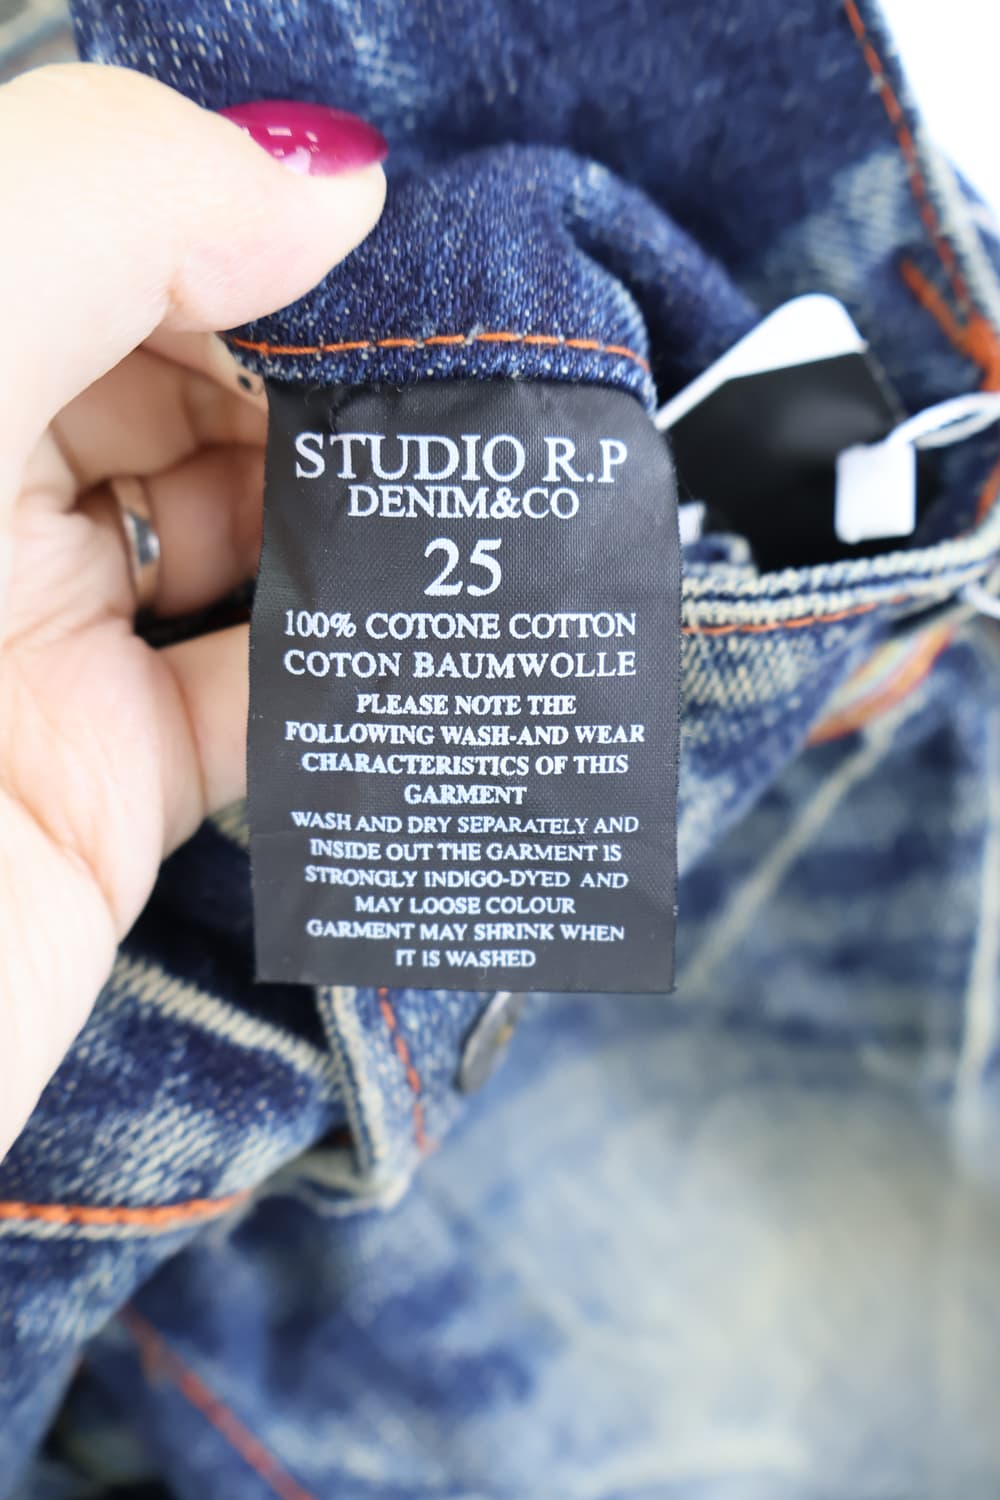 STUDIO R.P
DENIM&CO
25
100% COTONE COTTON
COTON BAUMWOLLE
PLEASE NOTE THE
FOLLOWING WASH-AND WEAR
CHARACTERISTICS OF THIS
GARMENT
WASH AND DRY SEPARATELY AND
INSIDE OUT THE GARMENT IS
STRONGLY INDIGO-DYED AND
MAY LOOSE COLOUR
GARMENT MAY SHRINK WHEN
IT IS WASHED